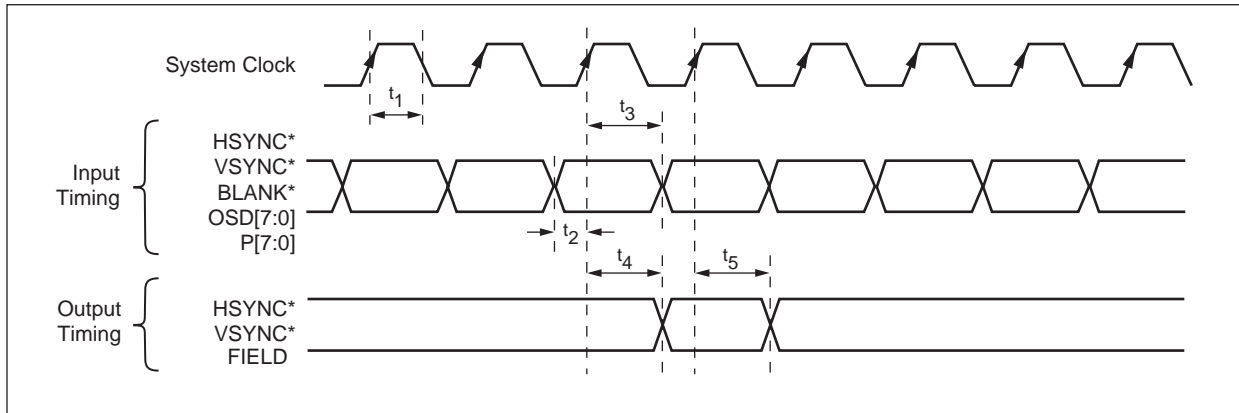 System Clock
t1
t3
Input
Timing
HSYNC*
VSYNC*
BLANK*
OSD[7:0]
P[7:0]
t2
t4
t5
Output
Timing
HSYNC*
VSYNC*
FIELD